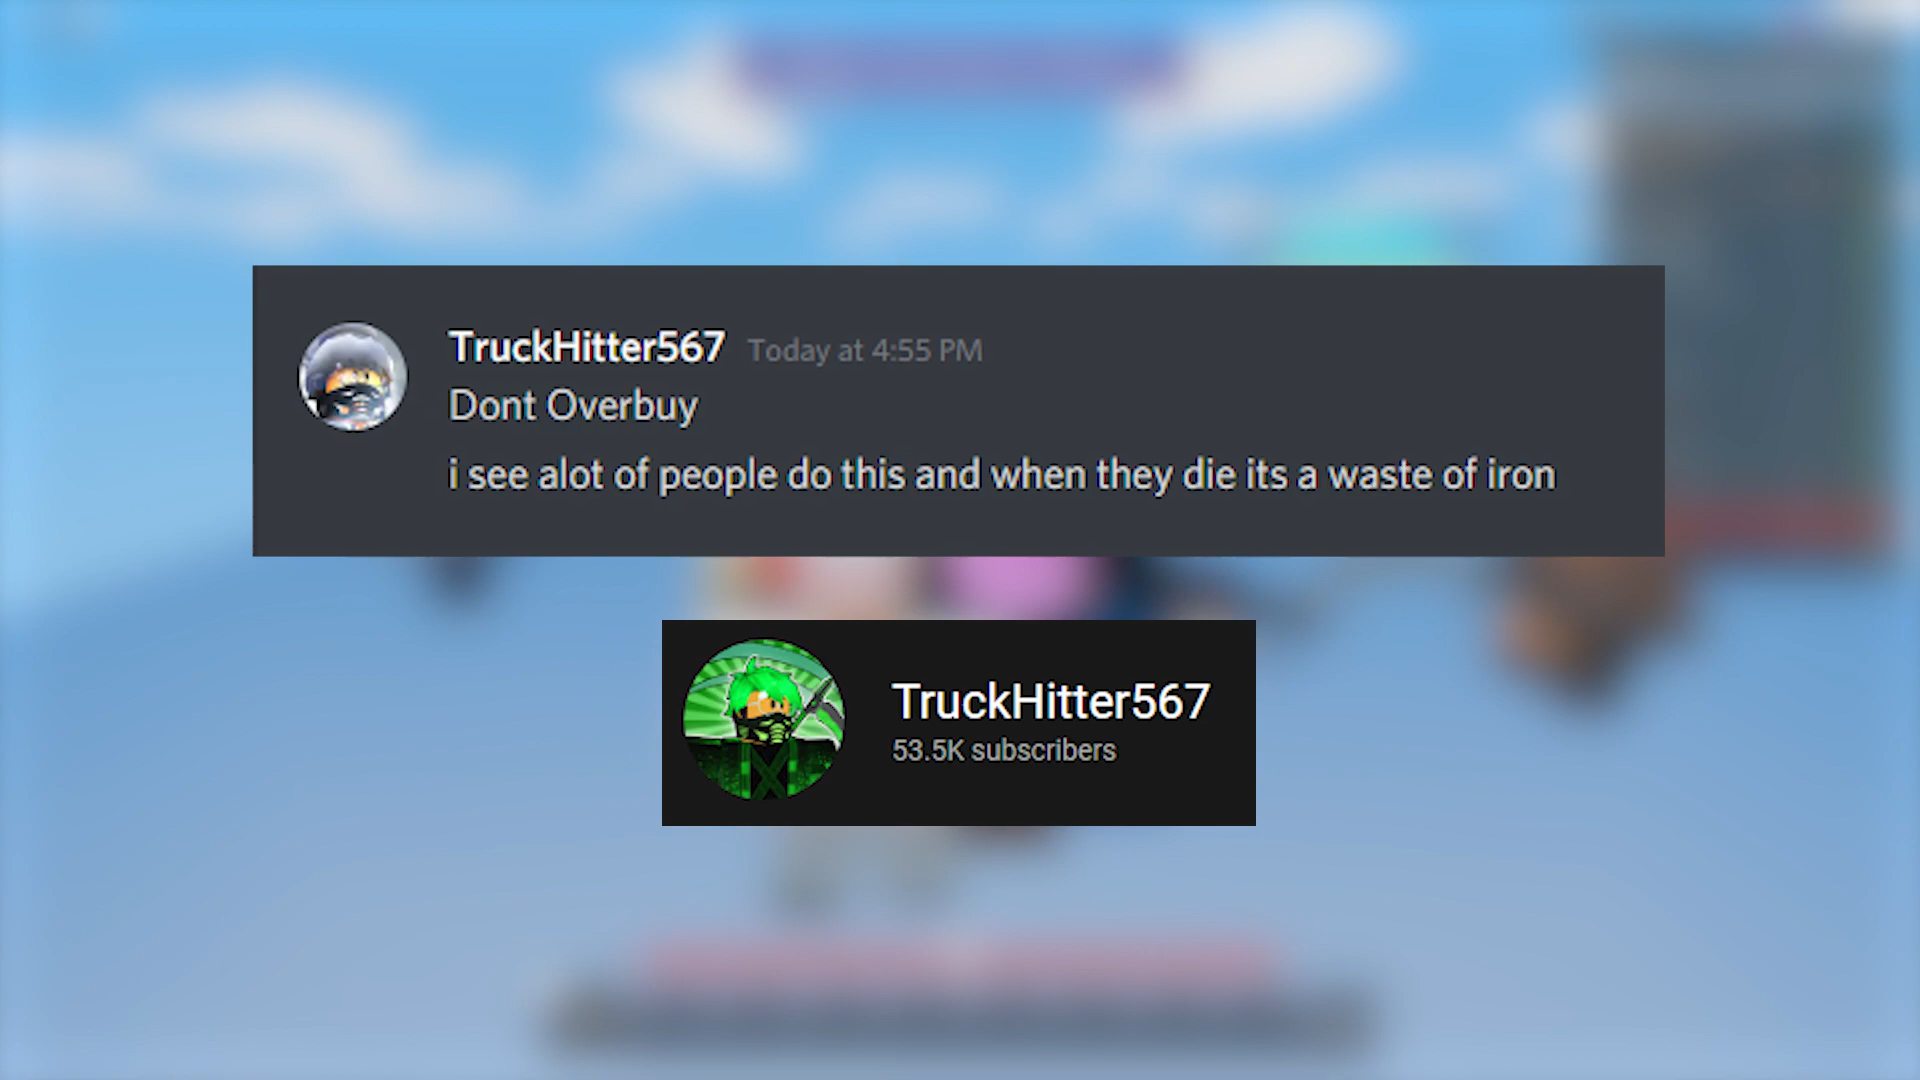 TruckHitter567 Today at 4:55 PM
Dont Overbuy
i see alot of people do this and when they die its a waste of iron
TruckHitter567
53.5K subscribers